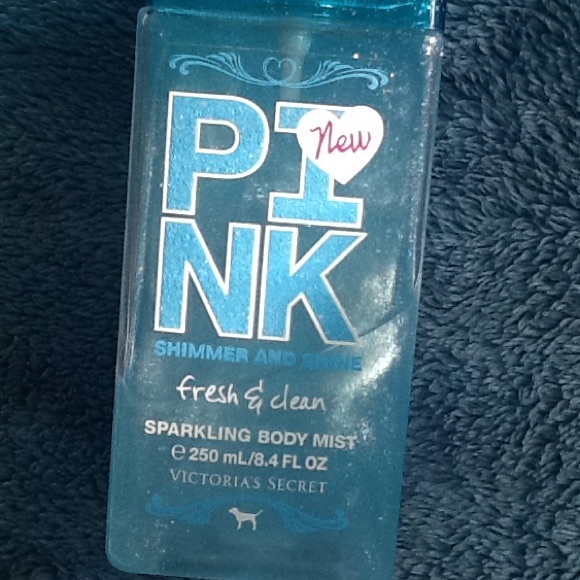 PINK
New
SHIMMER AND SHINE
fresh & clean
SPARKLING BODY MIST
℮ 250 mL/8.4 FL OZ
VICTORIA'S SECRET